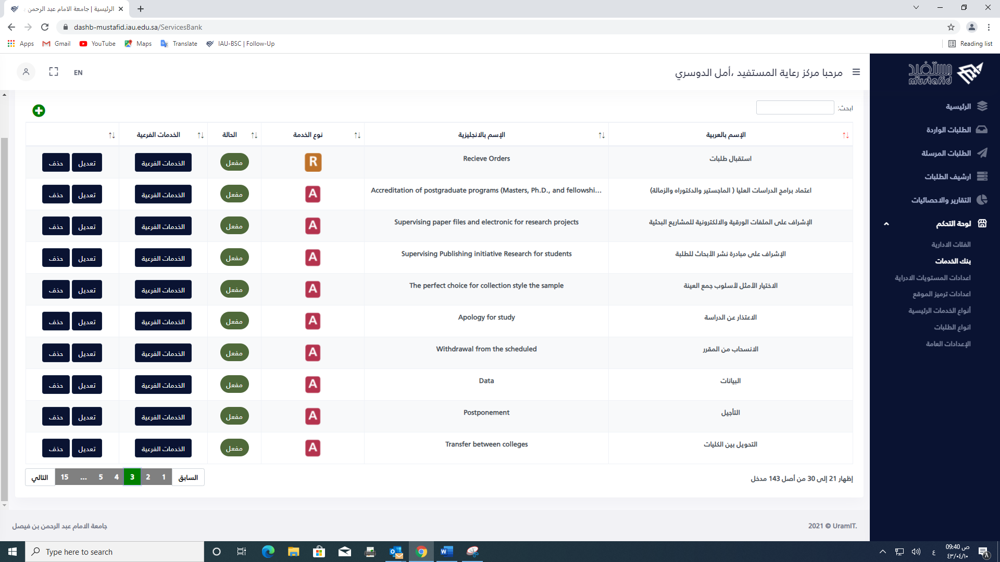 الرئيسية | جامعة الامام عبد الرحمن ب
dashb-mustafid.iau.edu.sa/ServicesBank
Apps
Gmail
YouTube
Maps
Translate
IAU-BSC | Follow-Up
Reading list
EN
مرحبا مركز رعاية المستفيد ،أمل الدوسري
مستفيد
mustafid
الرئيسية
الطلبات الواردة
الطلبات المرسلة
ارشيف الطلبات
التقارير والاحصائيات
لوحة التحكم
الفئات الادارية
بنك الخدمات
اعدادات المستويات الادراية
اعدادات ترميز الموقع
أنواع الخدمات الرئيسية
انواع الطلبات
الإعدادات العامة
ابحث:
الإسم بالعربية الإسم بالانجليزية نوع الخدمة الحالة الخدمات الفرعية
استقبال طلبات Recieve Orders R مفعل الخدمات الفرعية تعديل حذف
اعتماد برامج الدراسات العليا ( الماجستير والدكتوراه والزمالة) Accreditation of postgraduate programs (Masters, Ph.D., and fellowshi... A مفعل الخدمات الفرعية تعديل حذف
الإشراف على الملفات الورقية والالكترونية للمشاريع البحثية Supervising paper files and electronic for research projects A مفعل الخدمات الفرعية تعديل حذف
الإشراف على مبادرة نشر الأبحاث للطلبة Supervising Publishing initiative Research for students A مفعل الخدمات الفرعية تعديل حذف
الاختيار الأمثل لأسلوب جمع العينة The perfect choice for collection style the sample A مفعل الخدمات الفرعية تعديل حذف
الاعتذار عن الدراسة Apology for study A مفعل الخدمات الفرعية تعديل حذف
الانسحاب من المقرر Withdrawal from the scheduled A مفعل الخدمات الفرعية تعديل حذف
البيانات Data A مفعل الخدمات الفرعية تعديل حذف
التأجيل Postponement A مفعل الخدمات الفرعية تعديل حذف
التحويل بين الكليات Transfer between colleges A مفعل الخدمات الفرعية تعديل حذف
إظهار 21 إلى 30 من أصل 143 مدخل
السابق 1 2 3 4 5 ... 15 التالي
2021 © UramIT.
جامعة الامام عبد الرحمن بن فيصل
Type here to search
ع
09:40 ص
٤٣/٠٤/١٠
٨